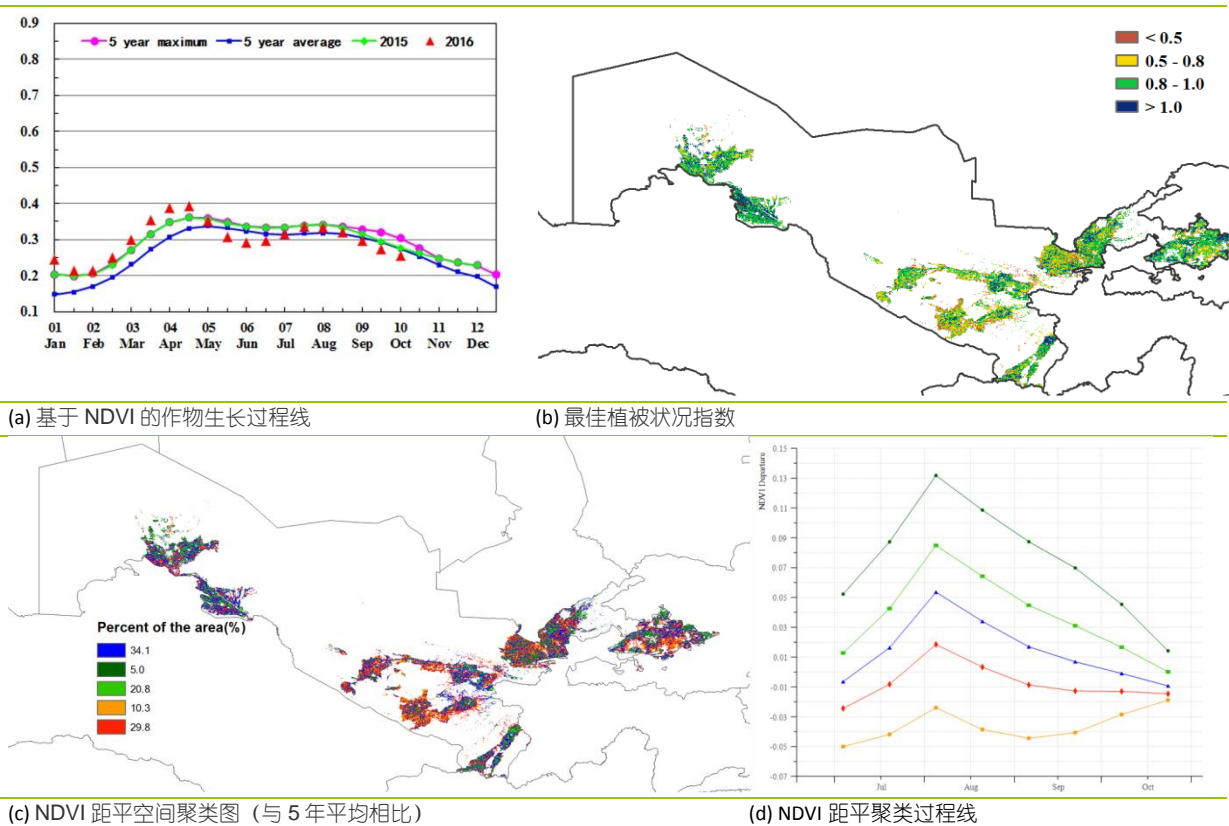 0.9
0.8
0.7
0.6
0.5
0.4
0.3
0.2
0.1
5 year maximum 5 year average 2015 2016
01 02 03 04 05 06 07 08 09 10 11 12
Jan Feb Mar Apr May Jun Jul Aug Sep Oct Nov Dec
< 0.5
0.5 - 0.8
0.8 - 1.0
> 1.0
(a) 基于 NDVI 的作物生长过程线
(b) 最佳植被状况指数
Percent of the area(%)
34.1
5.0
20.8
10.3
29.8
NDVI Departure
0.15
0.13
0.11
0.09
0.07
0.05
0.03
0.01
-0.01
-0.03
-0.05
-0.07
Jul Aug Sep Oct
(c) NDVI 距平空间聚类图（与 5 年平均相比）
(d) NDVI 距平聚类过程线